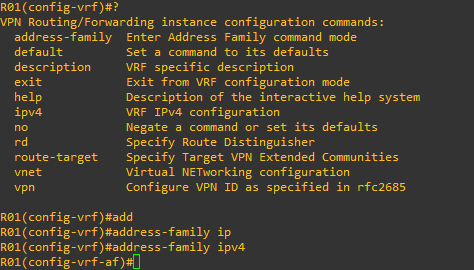 R01(config-vrf)#?
VPN Routing/Forwarding instance configuration commands:
  address-family  Enter Address Family command mode
  default         Set a command to its defaults
  description     VRF specific description
  exit            Exit from VRF configuration mode
  help            Description of the interactive help system
  ipv4            VRF IPv4 configuration
  no              Negate a command or set its defaults
  rd              Specify Route Distinguisher
  route-target    Specify Target VPN Extended Communities
  vnet            Virtual NETworking configuration
  vpn             Configure VPN ID as specified in rfc2685

R01(config-vrf)#add
R01(config-vrf)#address-family ip
R01(config-vrf)#address-family ipv4
R01(config-vrf-af)#